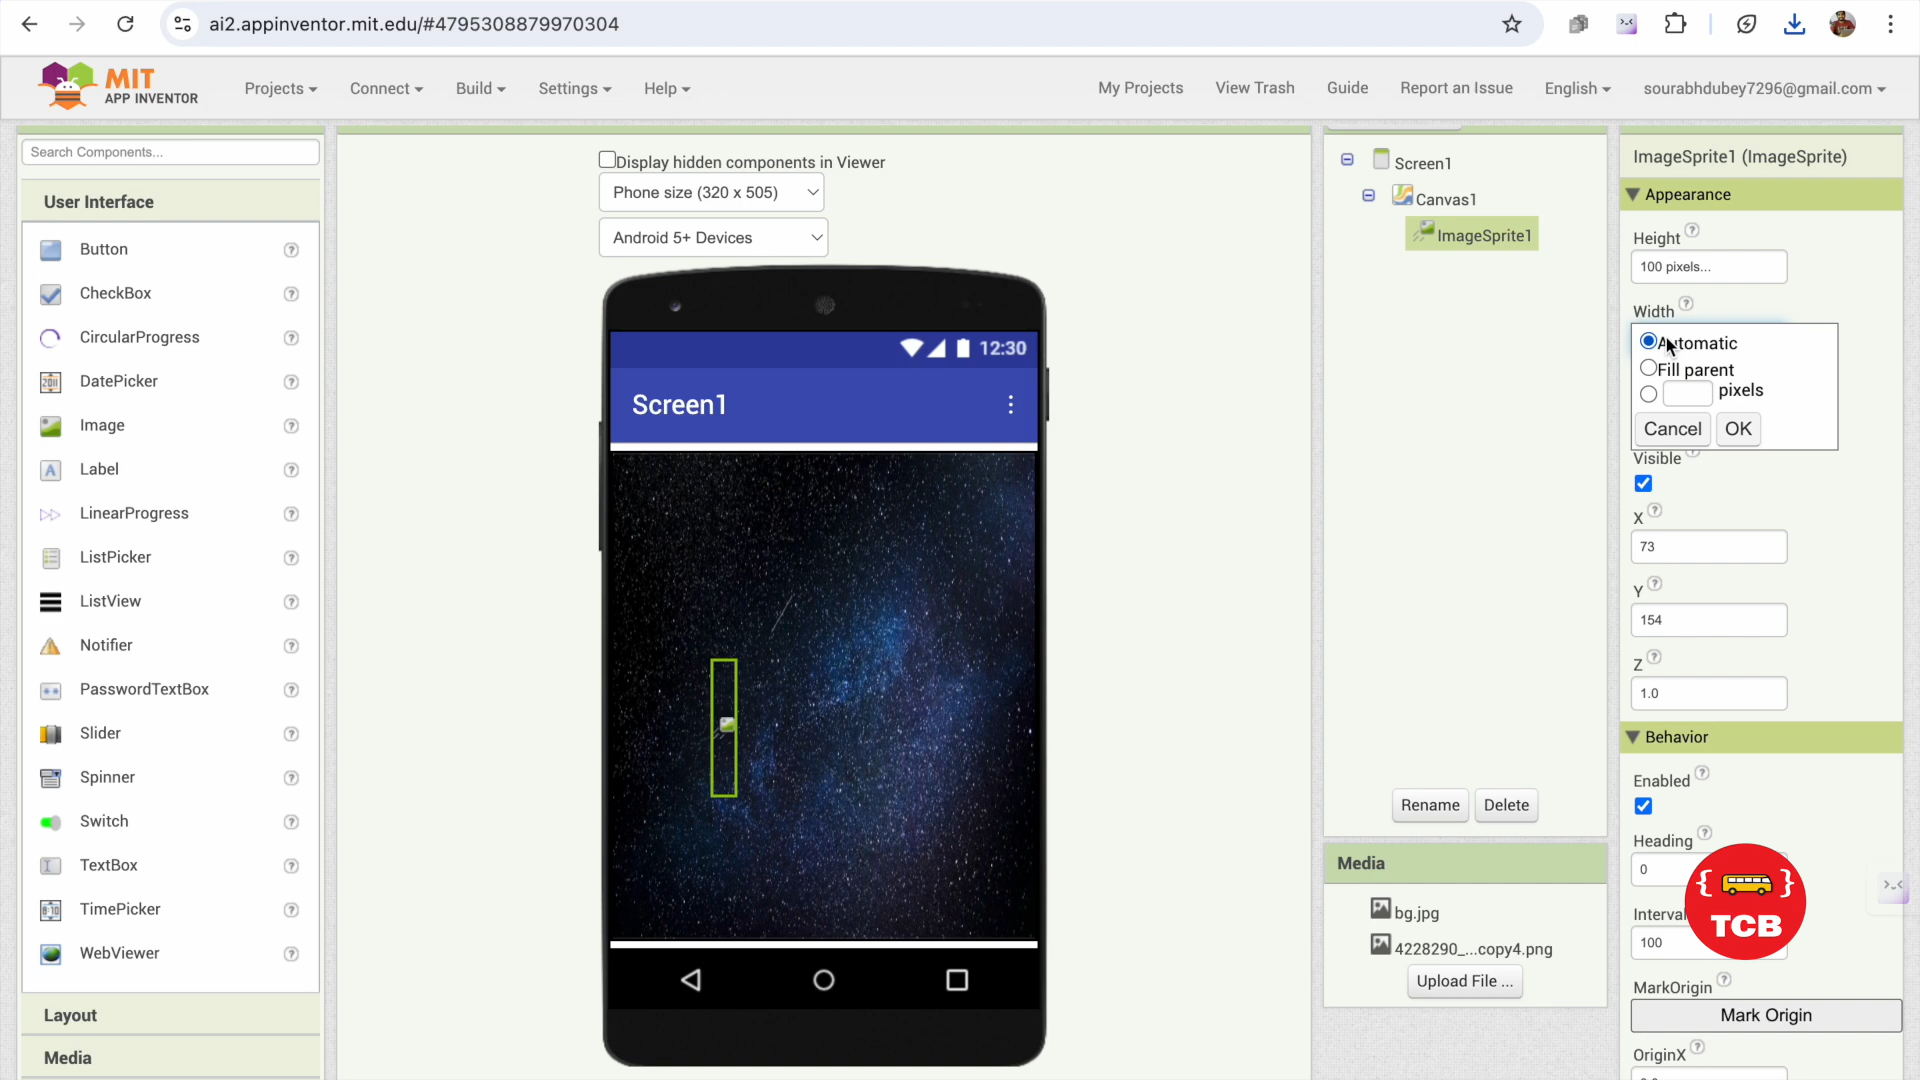 ai2.appinventor.mit.edu/#4795308879970304
MIT
APP INVENTOR
Projects
Connect
Build
Settings
Help
My Projects
View Trash
Guide
Report an Issue
English
sourabhdubey7296@gmail.com
Search Components...
User Interface
Button
CheckBox
CircularProgress
DatePicker
Image
Label
LinearProgress
ListPicker
ListView
Notifier
PasswordTextBox
Slider
Spinner
Switch
TextBox
TimePicker
WebViewer
Layout
Media
Display hidden components in Viewer
Phone size (320 x 505)
Android 5+ Devices
12:30
Screen1
Screen1
Canvas1
ImageSprite1
Rename
Delete
Media
bg.jpg
4228290_...copy4.png
Upload File ...
ImageSprite1 (ImageSprite)
Appearance
Height
100 pixels...
Width
Automatic
Fill parent
pixels
Cancel
OK
Visible
X
73
Y
154
Z
1.0
Behavior
Enabled
Heading
0
Interval
100
{ }
TCB
MarkOrigin
Mark Origin
OriginX